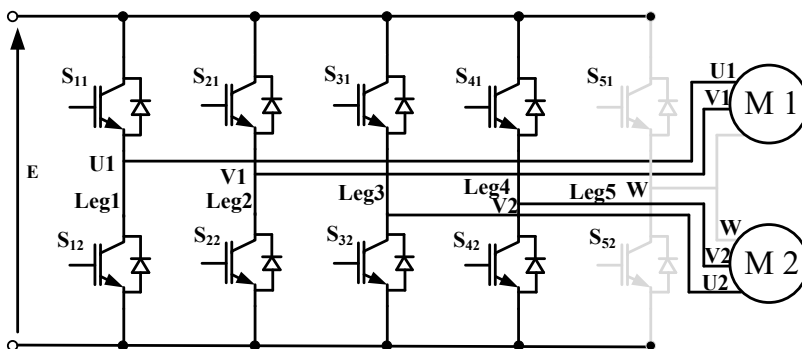 S11
S21
S31
S41
S51
U1
V1
M 1
E
U1
V1
Leg1
Leg2
Leg3
Leg4
V2
Leg5
W
W
S12
S22
S32
S42
S52
V2
U2
M 2